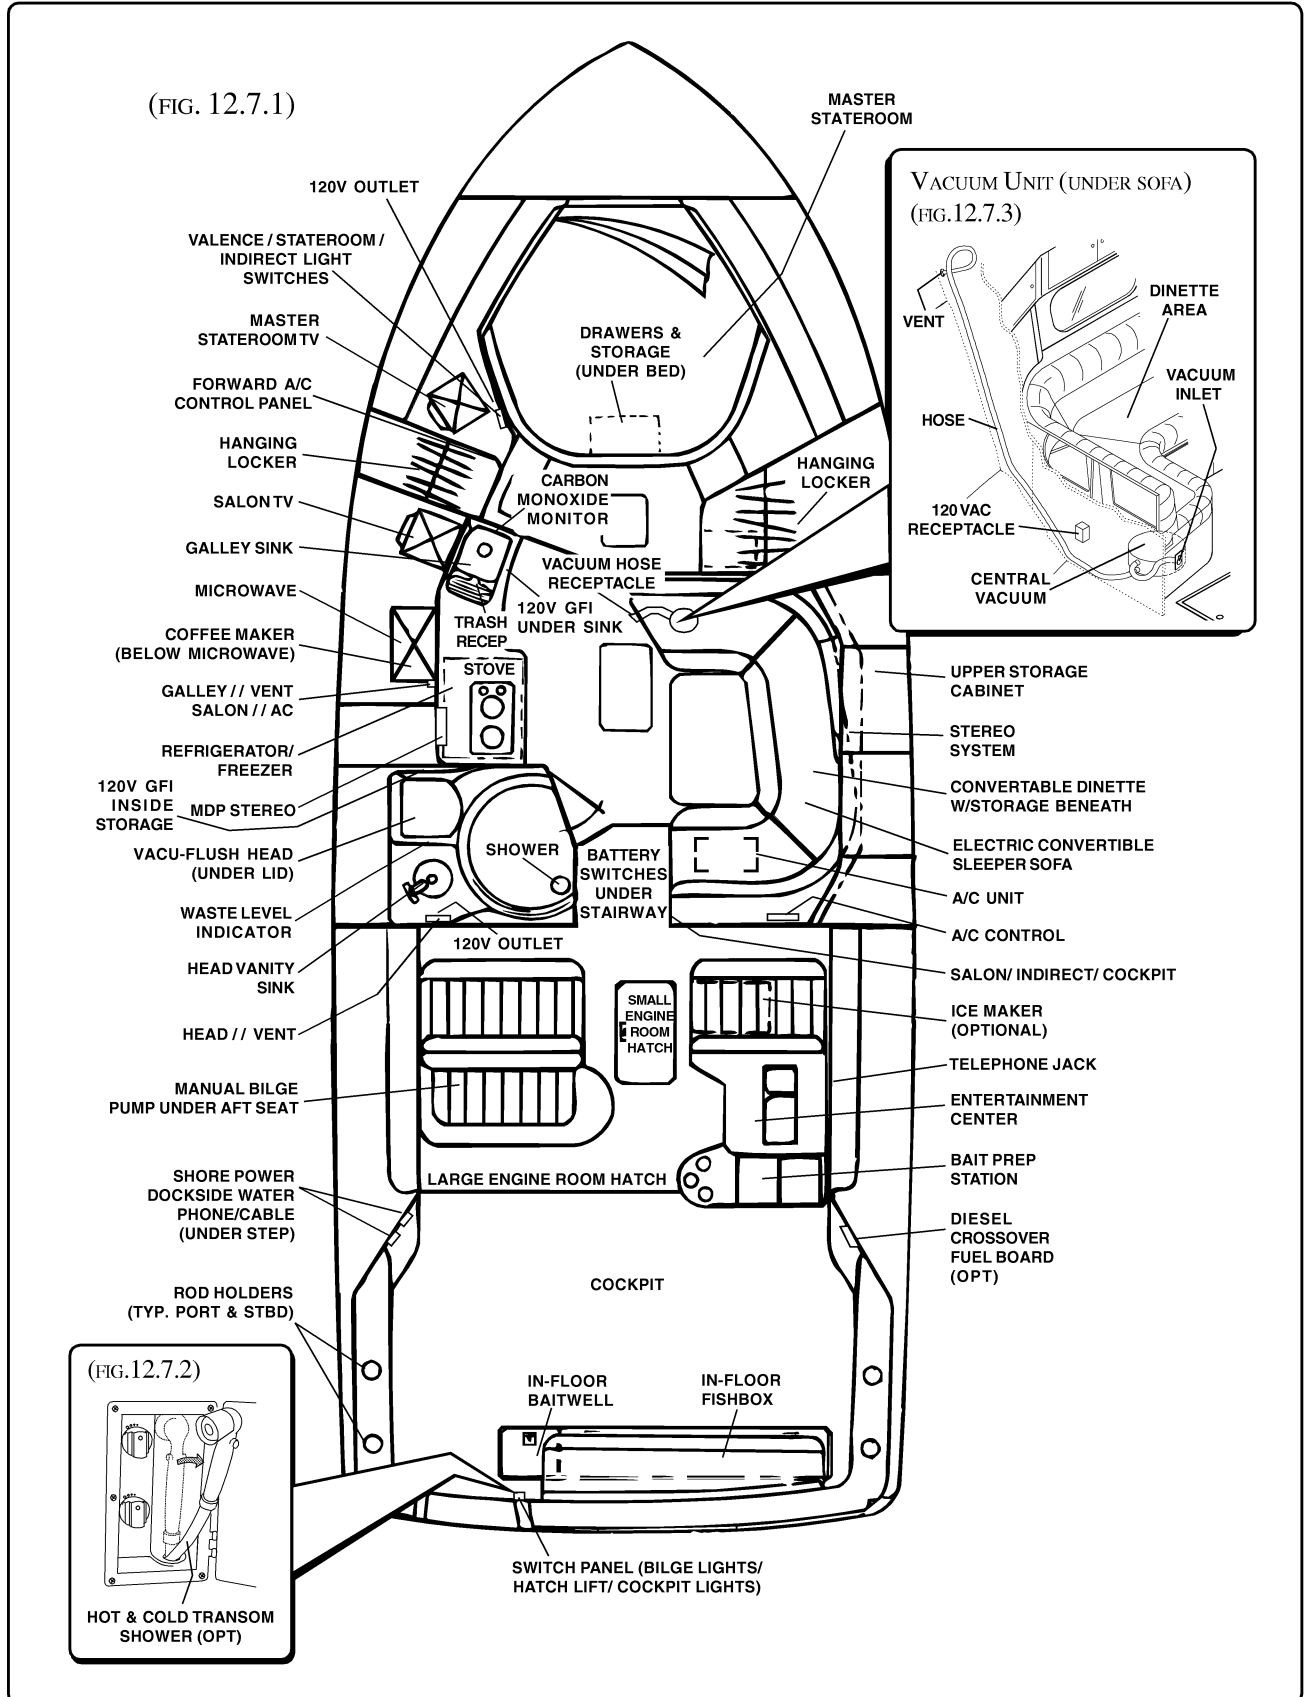 (FIG. 12.7.1)
MASTER
STATEROOM
120V OUTLET
VALENCE / STATEROOM /
INDIRECT LIGHT
SWITCHES
MASTER
STATEROOM TV
FORWARD A/C
CONTROL PANEL
HANGING
LOCKER
SALON TV
GALLEY SINK
MICROWAVE
COFFEE MAKER
(BELOW MICROWAVE)
GALLEY // VENT
SALON // AC
REFRIGERATOR/
FREEZER
120V GFI
INSIDE
STORAGE
MDP STEREO
VACU-FLUSH HEAD
(UNDER LID)
WASTE LEVEL
INDICATOR
HEAD VANITY
SINK
HEAD // VENT
MANUAL BILGE
PUMP UNDER AFT SEAT
SHORE POWER
DOCKSIDE WATER
PHONE/CABLE
(UNDER STEP)
ROD HOLDERS
(TYP. PORT & STBD)
DRAWERS &
STORAGE
(UNDER BED)
CARBON
MONOXIDE
MONITOR
HANGING
LOCKER
VACUUM HOSE
RECEPTACLE
120V GFI
UNDER SINK
TRASH
RECEP
STOVE
SHOWER
BATTERY
SWITCHES
UNDER
STAIRWAY
120V OUTLET
SMALL
ENGINE
ROOM
HATCH
LARGE ENGINE ROOM HATCH
COCKPIT
IN-FLOOR
BAITWELL
IN-FLOOR
FISHBOX
SWITCH PANEL (BILGE LIGHTS/
HATCH LIFT/ COCKPIT LIGHTS)
VACUUM UNIT (UNDER SOFA)
(FIG.12.7.3)
VENT
DINETTE
AREA
VACUUM
INLET
HOSE
120 VAC
RECEPTACLE
CENTRAL
VACUUM
UPPER STORAGE
CABINET
STEREO
SYSTEM
CONVERTABLE DINETTE
W/STORAGE BENEATH
ELECTRIC CONVERTIBLE
SLEEPER SOFA
A/C UNIT
A/C CONTROL
SALON/ INDIRECT/ COCKPIT
ICE MAKER
(OPTIONAL)
TELEPHONE JACK
ENTERTAINMENT
CENTER
BAIT PREP
STATION
DIESEL
CROSSOVER
FUEL BOARD
(OPT)
(FIG.12.7.2)
HOT & COLD TRANSOM
SHOWER (OPT)